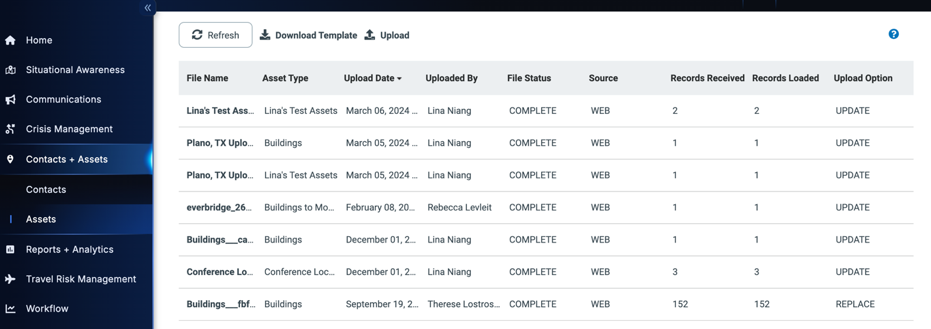 «
Home
Situational Awareness
Communications
Crisis Management
Contacts + Assets
Contacts
Assets
Reports + Analytics
Travel Risk Management
Workflow
Refresh Download Template Upload ?
File Name Asset Type Upload Date Uploaded By File Status Source Records Received Records Loaded Upload Option
Lina's Test Ass... Lina's Test Assets March 06, 2024 ... Lina Niang COMPLETE WEB 2 2 UPDATE
Plano, TX Uplo... Buildings March 05, 2024 ... Lina Niang COMPLETE WEB 1 1 UPDATE
Plano, TX Uplo... Lina's Test Assets March 05, 2024 ... Lina Niang COMPLETE WEB 1 1 UPDATE
everbridge_26... Buildings to Mo... February 08, 20... Rebecca Levleit COMPLETE WEB 1 1 UPDATE
Buildings___ca... Buildings December 01, 2... Lina Niang COMPLETE WEB 1 1 UPDATE
Conference Lo... Conference Loc... December 01, 2... Lina Niang COMPLETE WEB 3 3 UPDATE
Buildings___fbf... Buildings September 19, 2... Therese Lostros... COMPLETE WEB 152 152 REPLACE